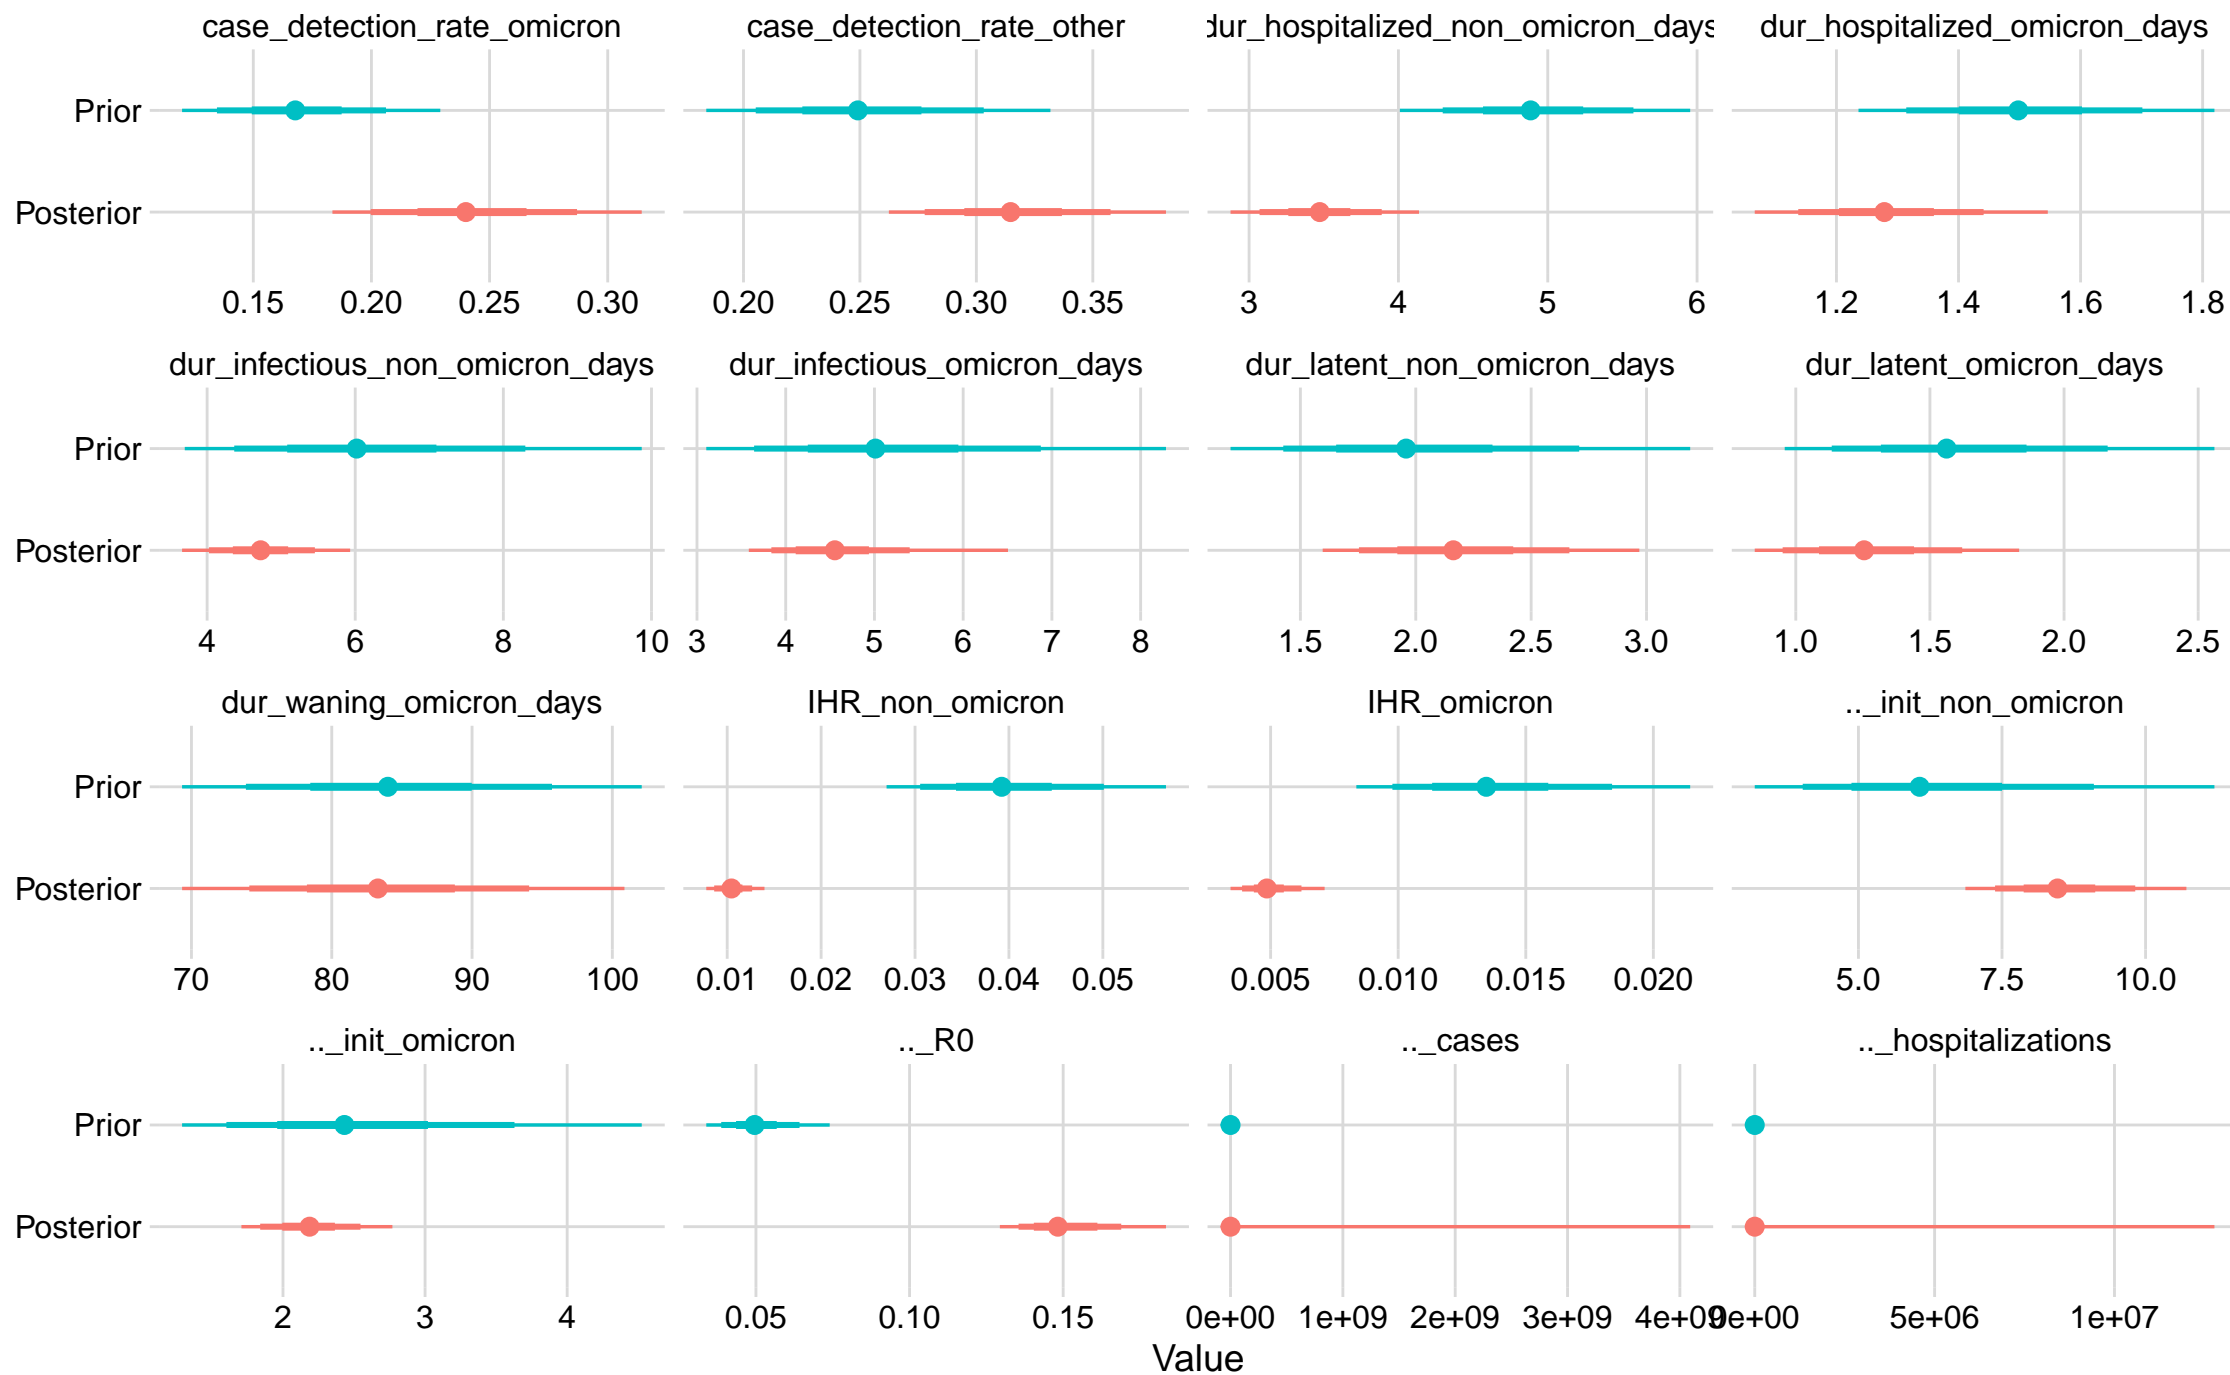 case_detection_rate_omicron case_detection_rate_other dur_hospitalized_non_omicron_days dur_hospitalized_omicron_days
Prior
Posterior
0.15 0.20 0.25 0.30 0.20 0.25 0.30 0.35 3 4 5 6 1.2 1.4 1.6 1.8
dur_infectious_non_omicron_days dur_infectious_omicron_days dur_latent_non_omicron_days dur_latent_omicron_days
Prior
Posterior
4 6 8 10 3 4 5 6 7 8 1.5 2.0 2.5 3.0 1.0 1.5 2.0 2.5
dur_waning_omicron_days IHR_non_omicron IHR_omicron .._init_non_omicron
Prior
Posterior
70 80 90 100 0.01 0.02 0.03 0.04 0.05 0.005 0.010 0.015 0.020 5.0 7.5 10.0
.._init_omicron .._R0 .._cases .._hospitalizations
Prior
Posterior
2 3 4 0.05 0.10 0.15 0e+00 1e+09 2e+09 3e+09 4e+09 0e+00 5e+06 1e+07
Value